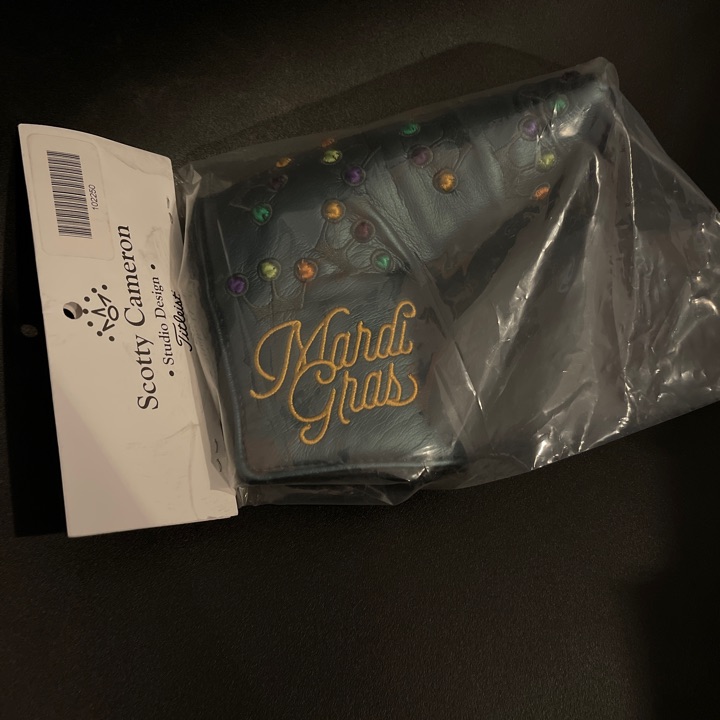 102250
Scotty Cameron
• Studio Design •
Titleist
Mardi
Gras